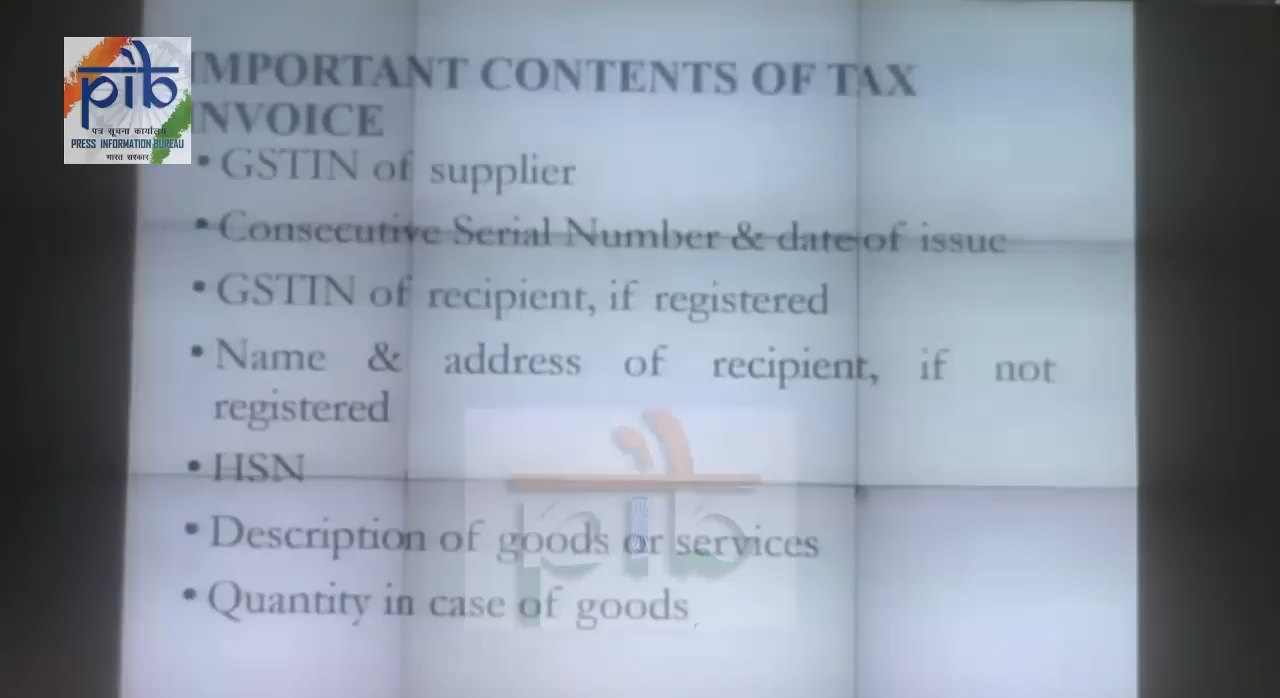 पत्र सूचना कार्यालय
PRESS INFORMATION BUREAU
भारत सरकार
pib
IMPORTANT CONTENTS OF TAX
INVOICE
• GSTIN of supplier
• Consecutive Serial Number & date of issue
• GSTIN of recipient, if registered
• Name & address of recipient, if not
registered
• HSN
• Description of goods or services
• Quantity in case of goods
pib